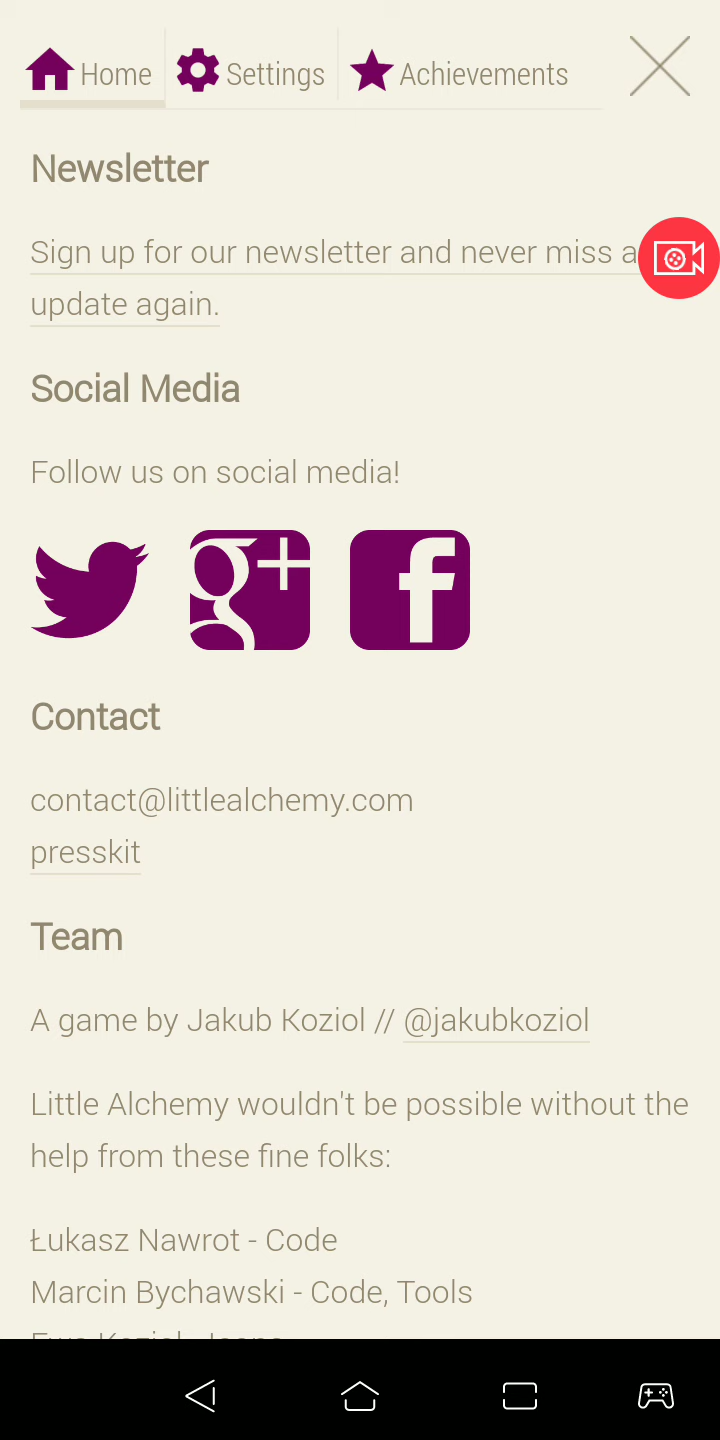 Home Settings Achievements
Newsletter
Sign up for our newsletter and never miss
update again.
Social Media
Follow us on social media!
Contact
contact@littlealchemy.com
presskit
Team
A game by Jakub Koziol // @jakubkoziol
Little Alchemy wouldn't be possible without the
help from these fine folks:
Łukasz Nawrot - Code
Marcin Bychawski - Code, Tools